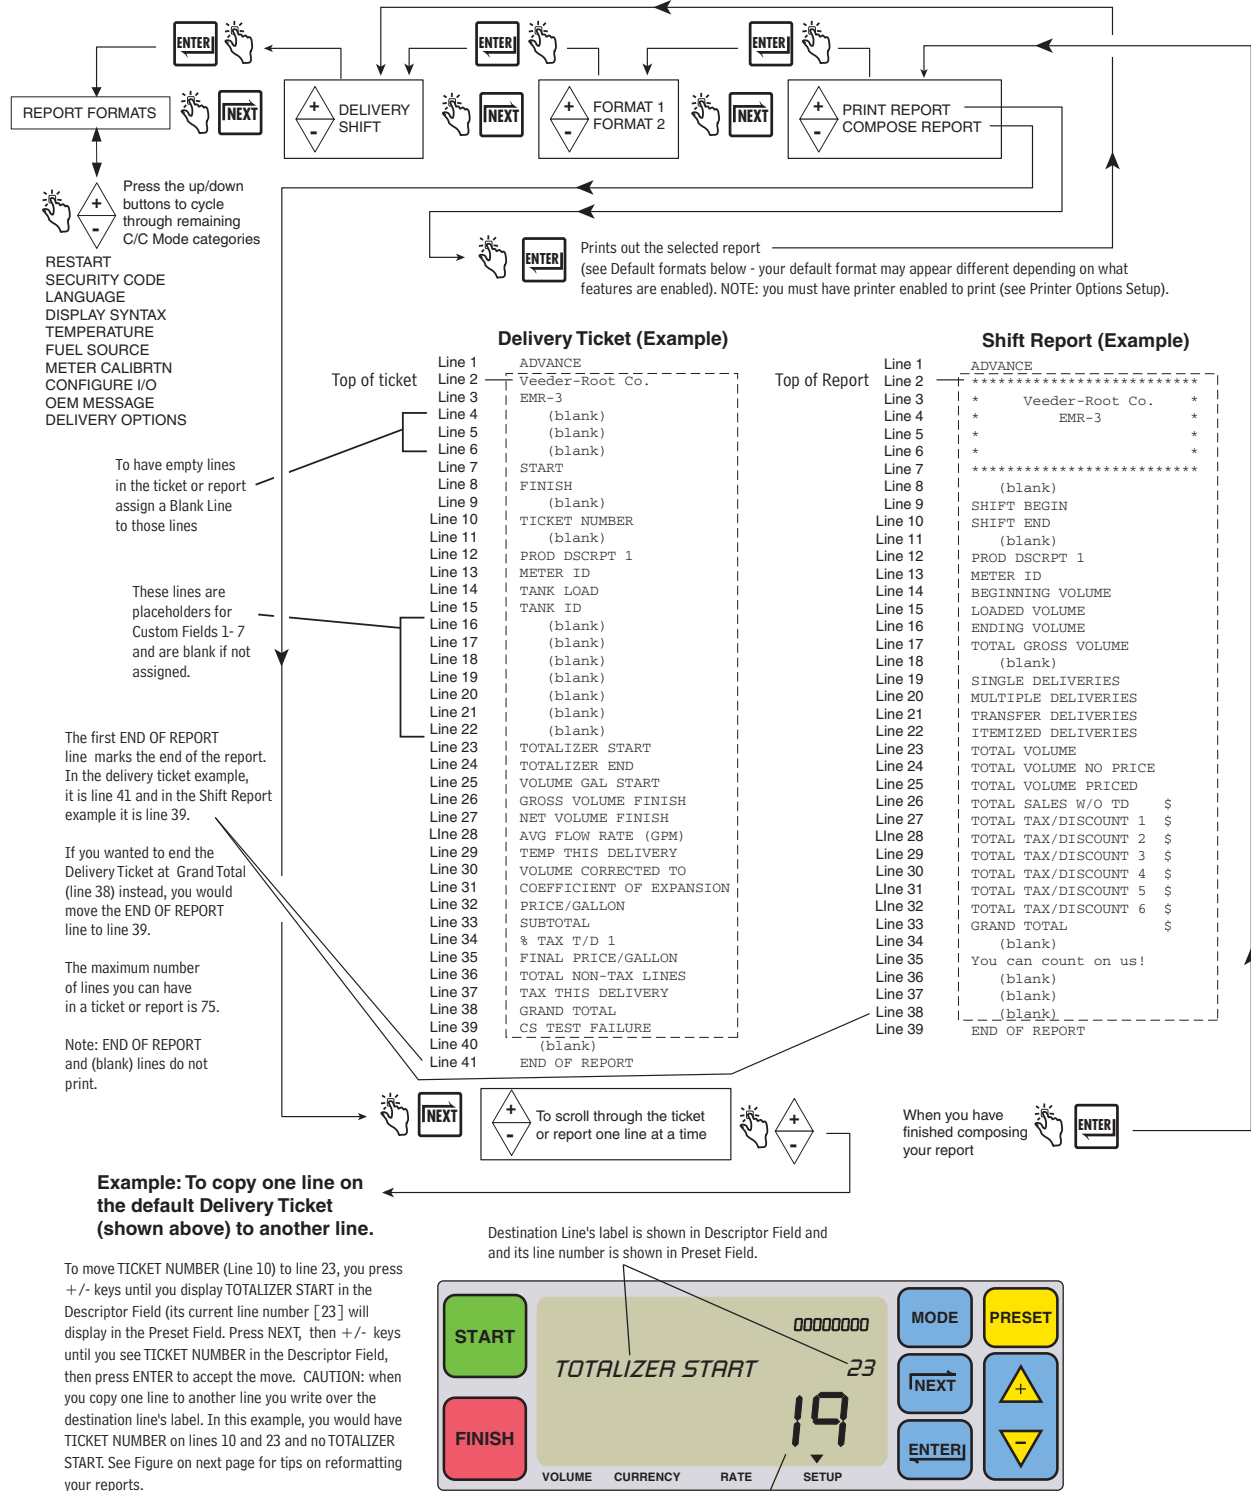 ENTER
ENTER
ENTER
REPORT FORMATS
NEXT
+
-
DELIVERY
SHIFT
NEXT
+
-
FORMAT 1
FORMAT 2
NEXT
+
-
PRINT REPORT
COMPOSE REPORT
+
-
Press the up/down
buttons to cycle
through remaining
C/C Mode categories
RESTART
SECURITY CODE
LANGUAGE
DISPLAY SYNTAX
TEMPERATURE
FUEL SOURCE
METER CALIBRTN
CONFIGURE I/O
OEM MESSAGE
DELIVERY OPTIONS
ENTER
Prints out the selected report
(see Default formats below - your default format may appear different depending on what
features are enabled). NOTE: you must have printer enabled to print (see Printer Options Setup).
Delivery Ticket (Example)
Top of ticket
Line 1 ADVANCE
Line 2 Veeder-Root Co.
Line 3 EMR-3
Line 4 (blank)
Line 5 (blank)
Line 6 (blank)
Line 7 START
Line 8 FINISH
Line 9 (blank)
Line 10 TICKET NUMBER
Line 11 (blank)
Line 12 PROD DSCRPT 1
Line 13 METER ID
Line 14 TANK LOAD
Line 15 TANK ID
Line 16 (blank)
Line 17 (blank)
Line 18 (blank)
Line 19 (blank)
Line 20 (blank)
Line 21 (blank)
Line 22 (blank)
Line 23 TOTALIZER START
Line 24 TOTALIZER END
Line 25 VOLUME GAL START
Line 26 GROSS VOLUME FINISH
Line 27 NET VOLUME FINISH
LIne 28 AVG FLOW RATE (GPM)
Line 29 TEMP THIS DELIVERY
Line 30 VOLUME CORRECTED TO
Line 31 COEFFICIENT OF EXPANSION
Line 32 PRICE/GALLON
Line 33 SUBTOTAL
Line 34 % TAX T/D 1
Line 35 FINAL PRICE/GALLON
Line 36 TOTAL NON-TAX LINES
Line 37 TAX THIS DELIVERY
Line 38 GRAND TOTAL
Line 39 CS TEST FAILURE
Line 40 (blank)
Line 41 END OF REPORT
Shift Report (Example)
Top of Report
Line 1 ADVANCE
Line 2 **************************
Line 3 * Veeder-Root Co. *
Line 4 * EMR-3 *
Line 5 * *
Line 6 * *
Line 7 **************************
Line 8 (blank)
Line 9 SHIFT BEGIN
Line 10 SHIFT END
Line 11 (blank)
Line 12 PROD DSCRPT 1
Line 13 METER ID
Line 14 BEGINNING VOLUME
Line 15 LOADED VOLUME
Line 16 ENDING VOLUME
Line 17 TOTAL GROSS VOLUME
Line 18 (blank)
Line 19 SINGLE DELIVERIES
Line 20 MULTIPLE DELIVERIES
Line 21 TRANSFER DELIVERIES
Line 22 ITEMIZED DELIVERIES
Line 23 TOTAL VOLUME
Line 24 TOTAL VOLUME NO PRICE
Line 25 TOTAL VOLUME PRICED
Line 26 TOTAL SALES W/O TD $
Line 27 TOTAL TAX/DISCOUNT 1 $
LIne 28 TOTAL TAX/DISCOUNT 2 $
Line 29 TOTAL TAX/DISCOUNT 3 $
Line 30 TOTAL TAX/DISCOUNT 4 $
LIne 31 TOTAL TAX/DISCOUNT 5 $
LIne 32 TOTAL TAX/DISCOUNT 6 $
Line 33 GRAND TOTAL $
Line 34 (blank)
Line 35 You can count on us!
Line 36 (blank)
Line 37 (blank)
Line 38 (blank)
Line 39 END OF REPORT
To have empty lines
in the ticket or report
assign a Blank Line
to those lines
These lines are
placeholders for
Custom Fields 1- 7
and are blank if not
assigned.
The first END OF REPORT
line marks the end of the report.
In the delivery ticket example,
it is line 41 and in the Shift Report
example it is line 39.
If you wanted to end the
Delivery Ticket at Grand Total
(line 38) instead, you would
move the END OF REPORT
line to line 39.
The maximum number
of lines you can have
in a ticket or report is 75.
Note: END OF REPORT
and (blank) lines do not
print.
NEXT
+
-
To scroll through the ticket
or report one line at a time
+
-
When you have
finished composing
your report
ENTER
Example: To copy one line on
the default Delivery Ticket
(shown above) to another line.
To move TICKET NUMBER (Line 10) to line 23, you press
+/- keys until you display TOTALIZER START in the
Descriptor Field (its current line number [23] will
display in the Preset Field. Press NEXT, then +/- keys
until you see TICKET NUMBER in the Descriptor Field,
then press ENTER to accept the move. CAUTION: when
you copy one line to another line you write over the
destination line's label. In this example, you would have
TICKET NUMBER on lines 10 and 23 and no TOTALIZER
START. See Figure on next page for tips on reformatting
your reports.
Destination Line's label is shown in Descriptor Field and
and its line number is shown in Preset Field.
START
FINISH
00000000
TOTALIZER START 23
19
VOLUME CURRENCY RATE SETUP
MODE
PRESET
NEXT
ENTER
+
−